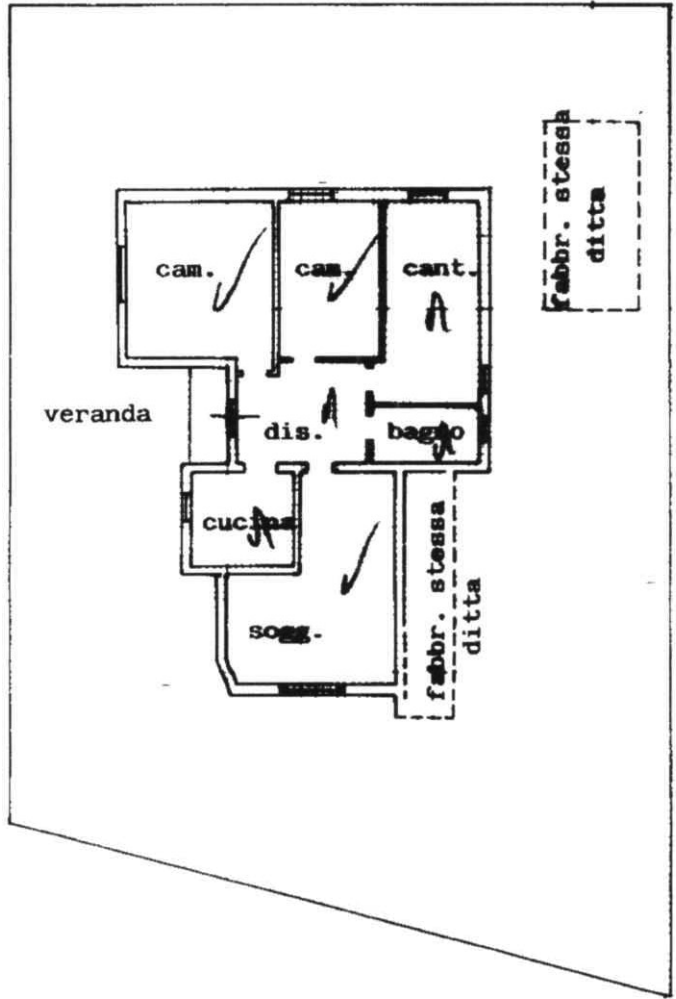 fabbr. stessa
ditta
cam.
cam.
cant.
veranda
dis.
bagno
cucina
sogg.
fabbr. stessa
ditta